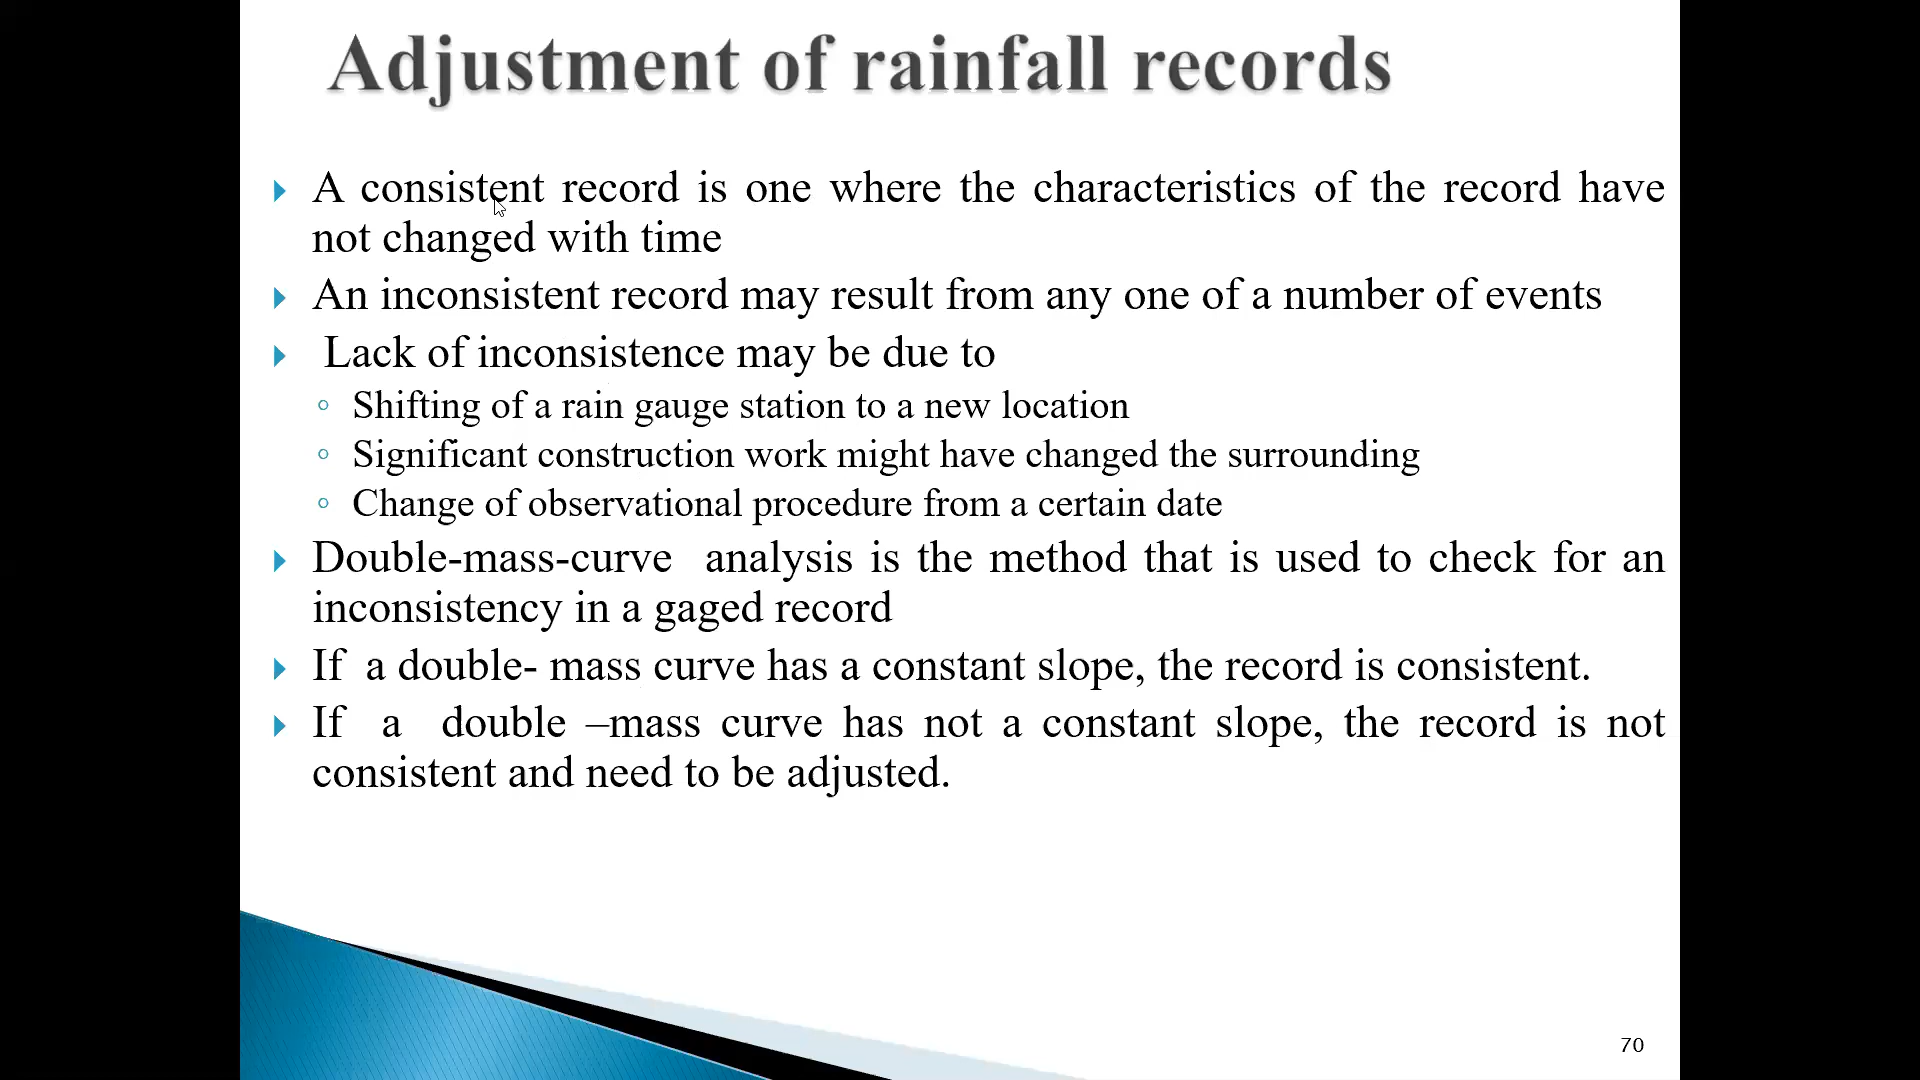 Adjustment of rainfall records
A consistent record is one where the characteristics of the record have
not changed with time
An inconsistent record may result from any one of a number of events
Lack of inconsistence may be due to
Shifting of a rain gauge station to a new location
Significant construction work might have changed the surrounding
Change of observational procedure from a certain date
Double-mass-curve analysis is the method that is used to check for an
inconsistency in a gaged record
If a double- mass curve has a constant slope, the record is consistent.
If a double –mass curve has not a constant slope, the record is not
consistent and need to be adjusted.
70